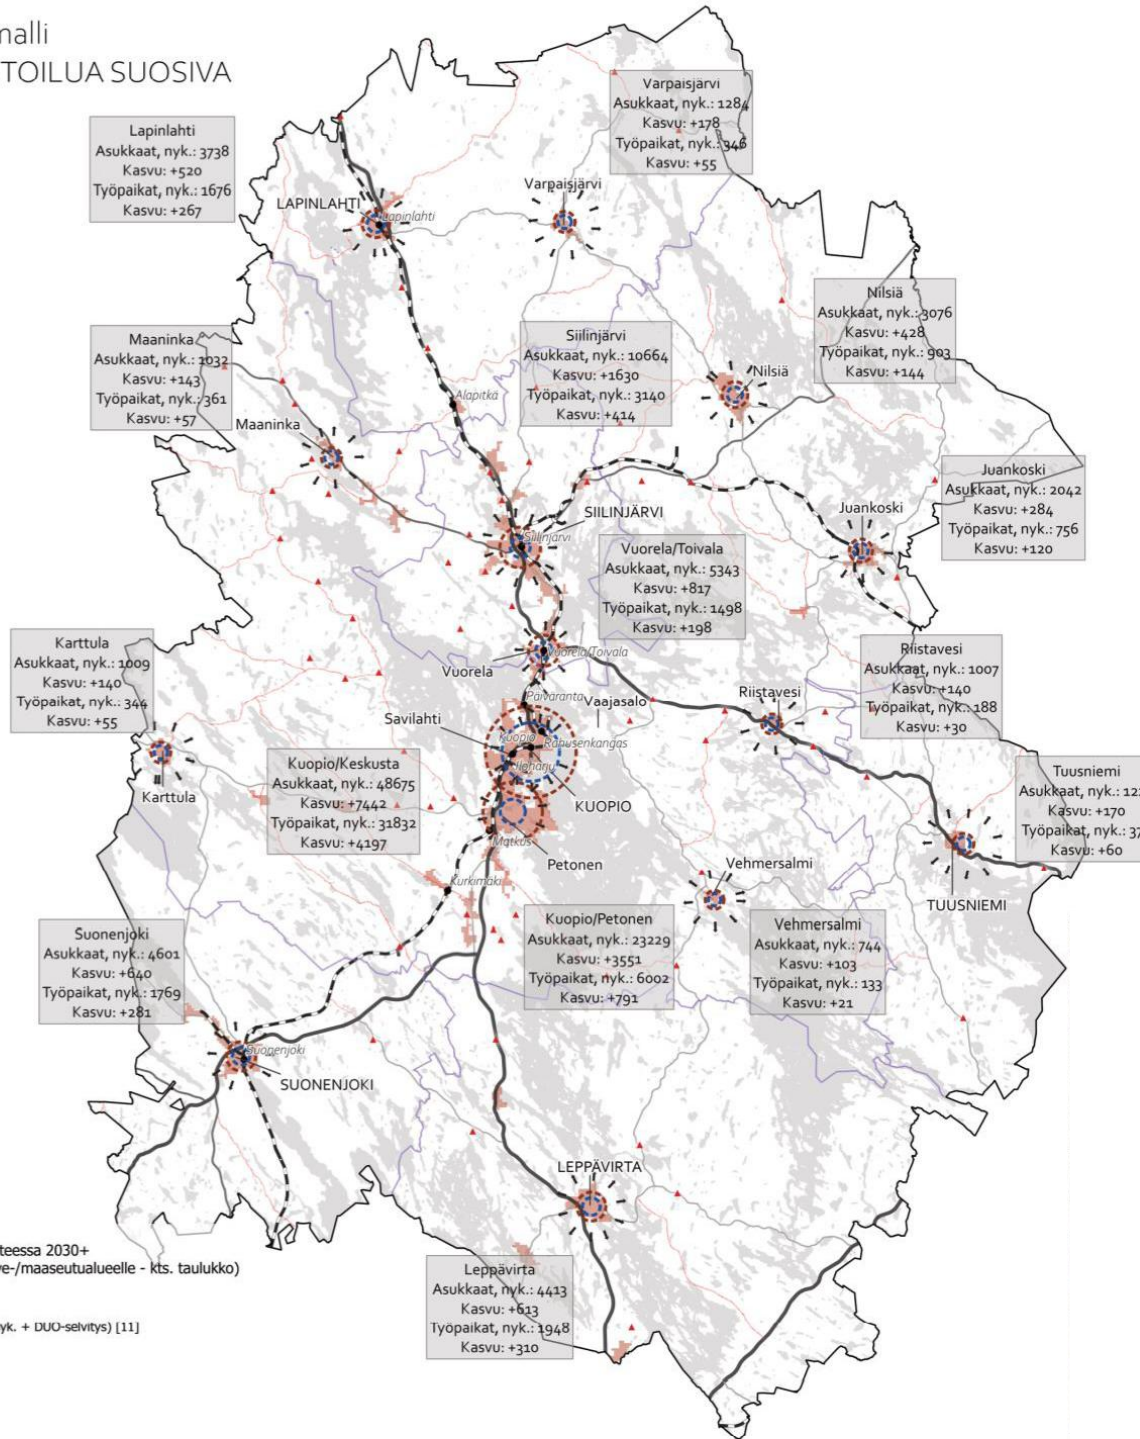 TOILUA SUOSIVA
Lapinlahti
Asukkaat, nyk.: 3738
Kasvu: +520
Työpaikat, nyk.: 1676
Kasvu: +267
Varpaisjärvi
Asukkaat, nyk.: 1284
Kasvu: +178
Työpaikat, nyk.: 346
Kasvu: +55
LAPINLAHTI
Lapinlahti
Varpaisjärvi
Nilsiä
Asukkaat, nyk.: 3076
Kasvu: +428
Työpaikat, nyk.: 903
Kasvu: +144
Maaninka
Asukkaat, nyk.: 1032
Kasvu: +143
Työpaikat, nyk.: 361
Kasvu: +57
Siilinjärvi
Asukkaat, nyk.: 10664
Kasvu: +1630
Työpaikat, nyk.: 3140
Kasvu: +414
Nilsiä
Alapitkä
Maaninka
Juankoski
Asukkaat, nyk.: 2042
Kasvu: +284
Työpaikat, nyk.: 756
Kasvu: +120
SIILINJÄRVI
Siilinjärvi
Juankoski
Vuorela/Toivala
Asukkaat, nyk.: 5343
Kasvu: +817
Työpaikat, nyk.: 1498
Kasvu: +198
Karttula
Asukkaat, nyk.: 1009
Kasvu: +140
Työpaikat, nyk.: 344
Kasvu: +55
Riistavesi
Asukkaat, nyk.: 1007
Kasvu: +140
Työpaikat, nyk.: 188
Kasvu: +30
Vuorela
Vuorela/Toivala
Päiväranta
Vaajasalo
Riistavesi
Savilahti
Kuopio
Rahusenkangas
Karttula
KUOPIO
Kuopio/Keskusta
Asukkaat, nyk.: 48675
Kasvu: +7442
Työpaikat, nyk.: 31832
Kasvu: +4197
Tuusniemi
Asukkaat, nyk.:
Kasvu: +170
Työpaikat, nyk.:
Kasvu: +60
Matkus
Petonen
Kurkimäki
Vehmersalmi
TUUSNIEMI
Kuopio/Petonen
Asukkaat, nyk.: 23229
Kasvu: +3551
Työpaikat, nyk.: 6002
Kasvu: +791
Vehmersalmi
Asukkaat, nyk.: 744
Kasvu: +103
Työpaikat, nyk.: 133
Kasvu: +21
Suonenjoki
Asukkaat, nyk.: 4601
Kasvu: +640
Työpaikat, nyk.: 1769
Kasvu: +281
Suonenjoki
SUONENJOKI
LEPPÄVIRTA
Leppävirta
Asukkaat, nyk.: 4413
Kasvu: +613
Työpaikat, nyk.: 1948
Kasvu: +310
teessa 2030+
/maaseutualueelle - kts. taulukko)
+ DUO-selvitys) [11]